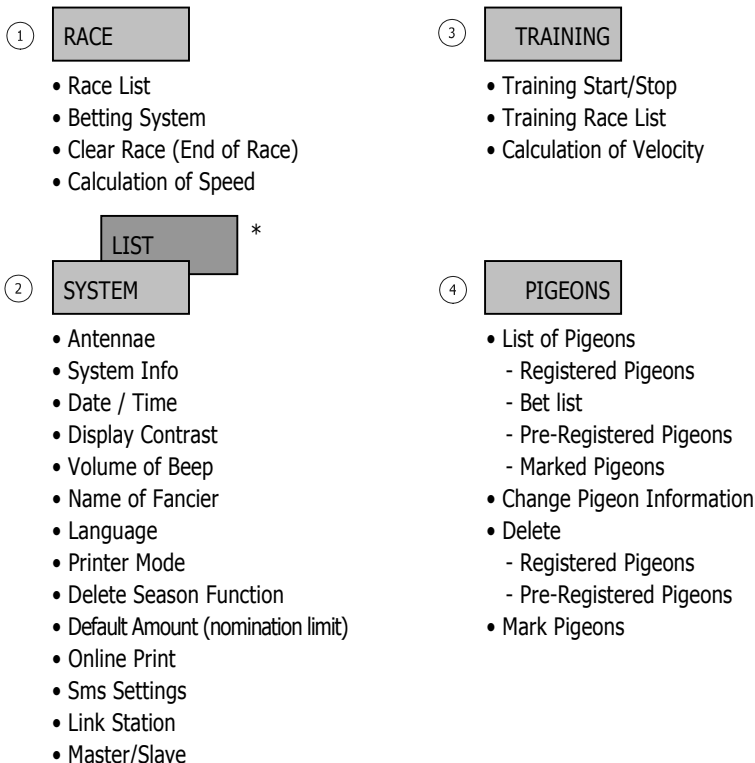 1 RACE
• Race List
• Betting System
• Clear Race (End of Race)
• Calculation of Speed
LIST *
2 SYSTEM
• Antennae
• System Info
• Date / Time
• Display Contrast
• Volume of Beep
• Name of Fancier
• Language
• Printer Mode
• Delete Season Function
• Default Amount (nomination limit)
• Online Print
• Sms Settings
• Link Station
• Master/Slave
3 TRAINING
• Training Start/Stop
• Training Race List
• Calculation of Velocity
4 PIGEONS
• List of Pigeons
- Registered Pigeons
- Bet list
- Pre-Registered Pigeons
- Marked Pigeons
• Change Pigeon Information
• Delete
- Registered Pigeons
- Pre-Registered Pigeons
• Mark Pigeons